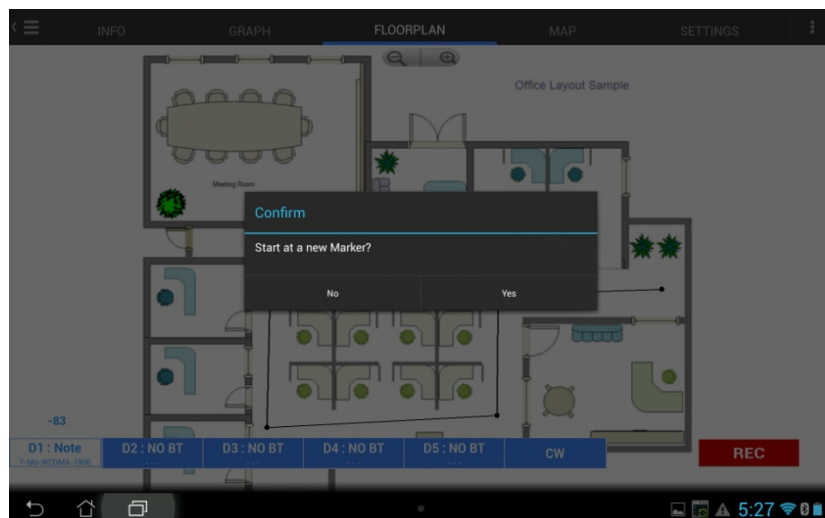 INFO GRAPH FLOORPLAN MAP SETTINGS
Office Layout Sample
Meeting Room
Confirm
Start at a new Marker?
No Yes
-83
D1 : Note D2 : NO BT D3 : NO BT D4 : NO BT D5 : NO BT CW REC
T-Mo-WCDMA-1900 - - - - - - - - - - - -
5:27